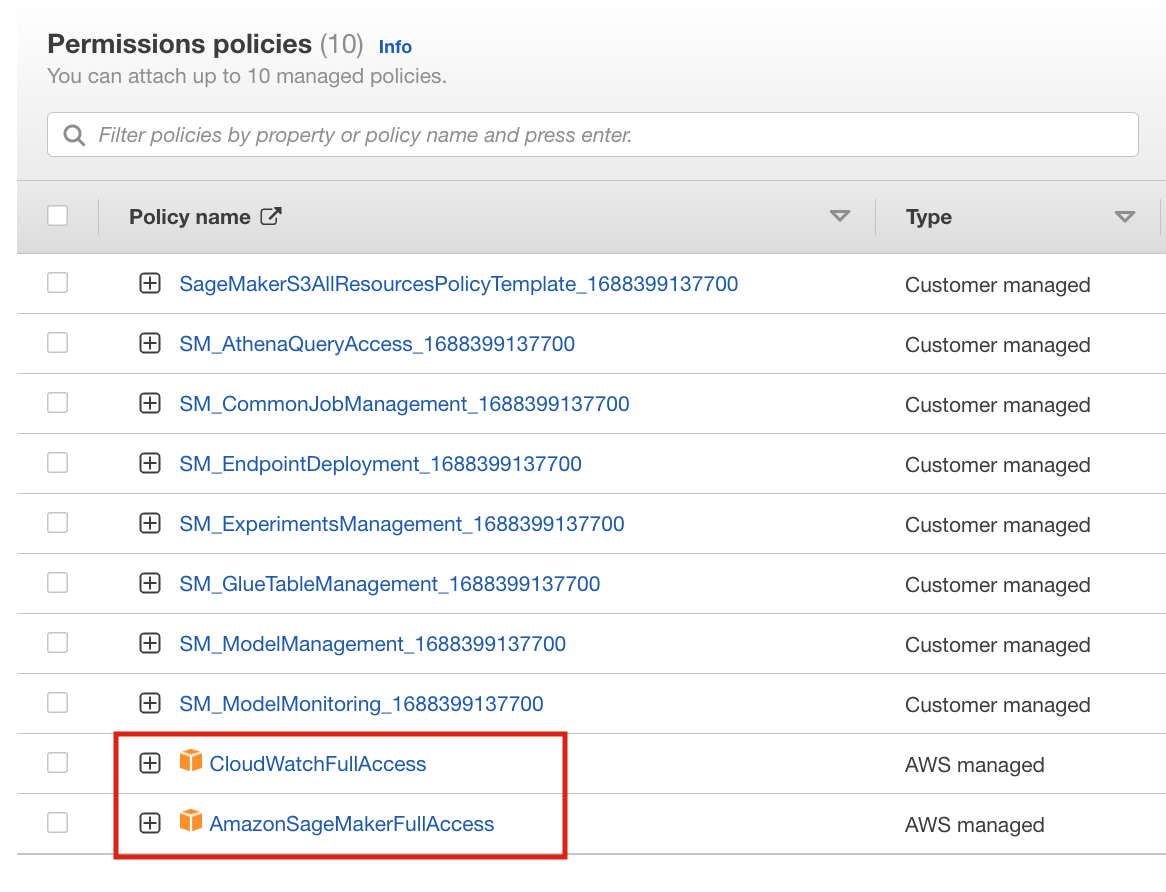 Permissions policies (10) Info
You can attach up to 10 managed policies.
Filter policies by property or policy name and press enter.
Policy name Type
SageMakerS3AllResourcesPolicyTemplate_1688399137700 Customer managed
SM_AthenaQueryAccess_1688399137700 Customer managed
SM_CommonJobManagement_1688399137700 Customer managed
SM_EndpointDeployment_1688399137700 Customer managed
SM_ExperimentsManagement_1688399137700 Customer managed
SM_GlueTableManagement_1688399137700 Customer managed
SM_ModelManagement_1688399137700 Customer managed
SM_ModelMonitoring_1688399137700 Customer managed
CloudWatchFullAccess AWS managed
AmazonSageMakerFullAccess AWS managed